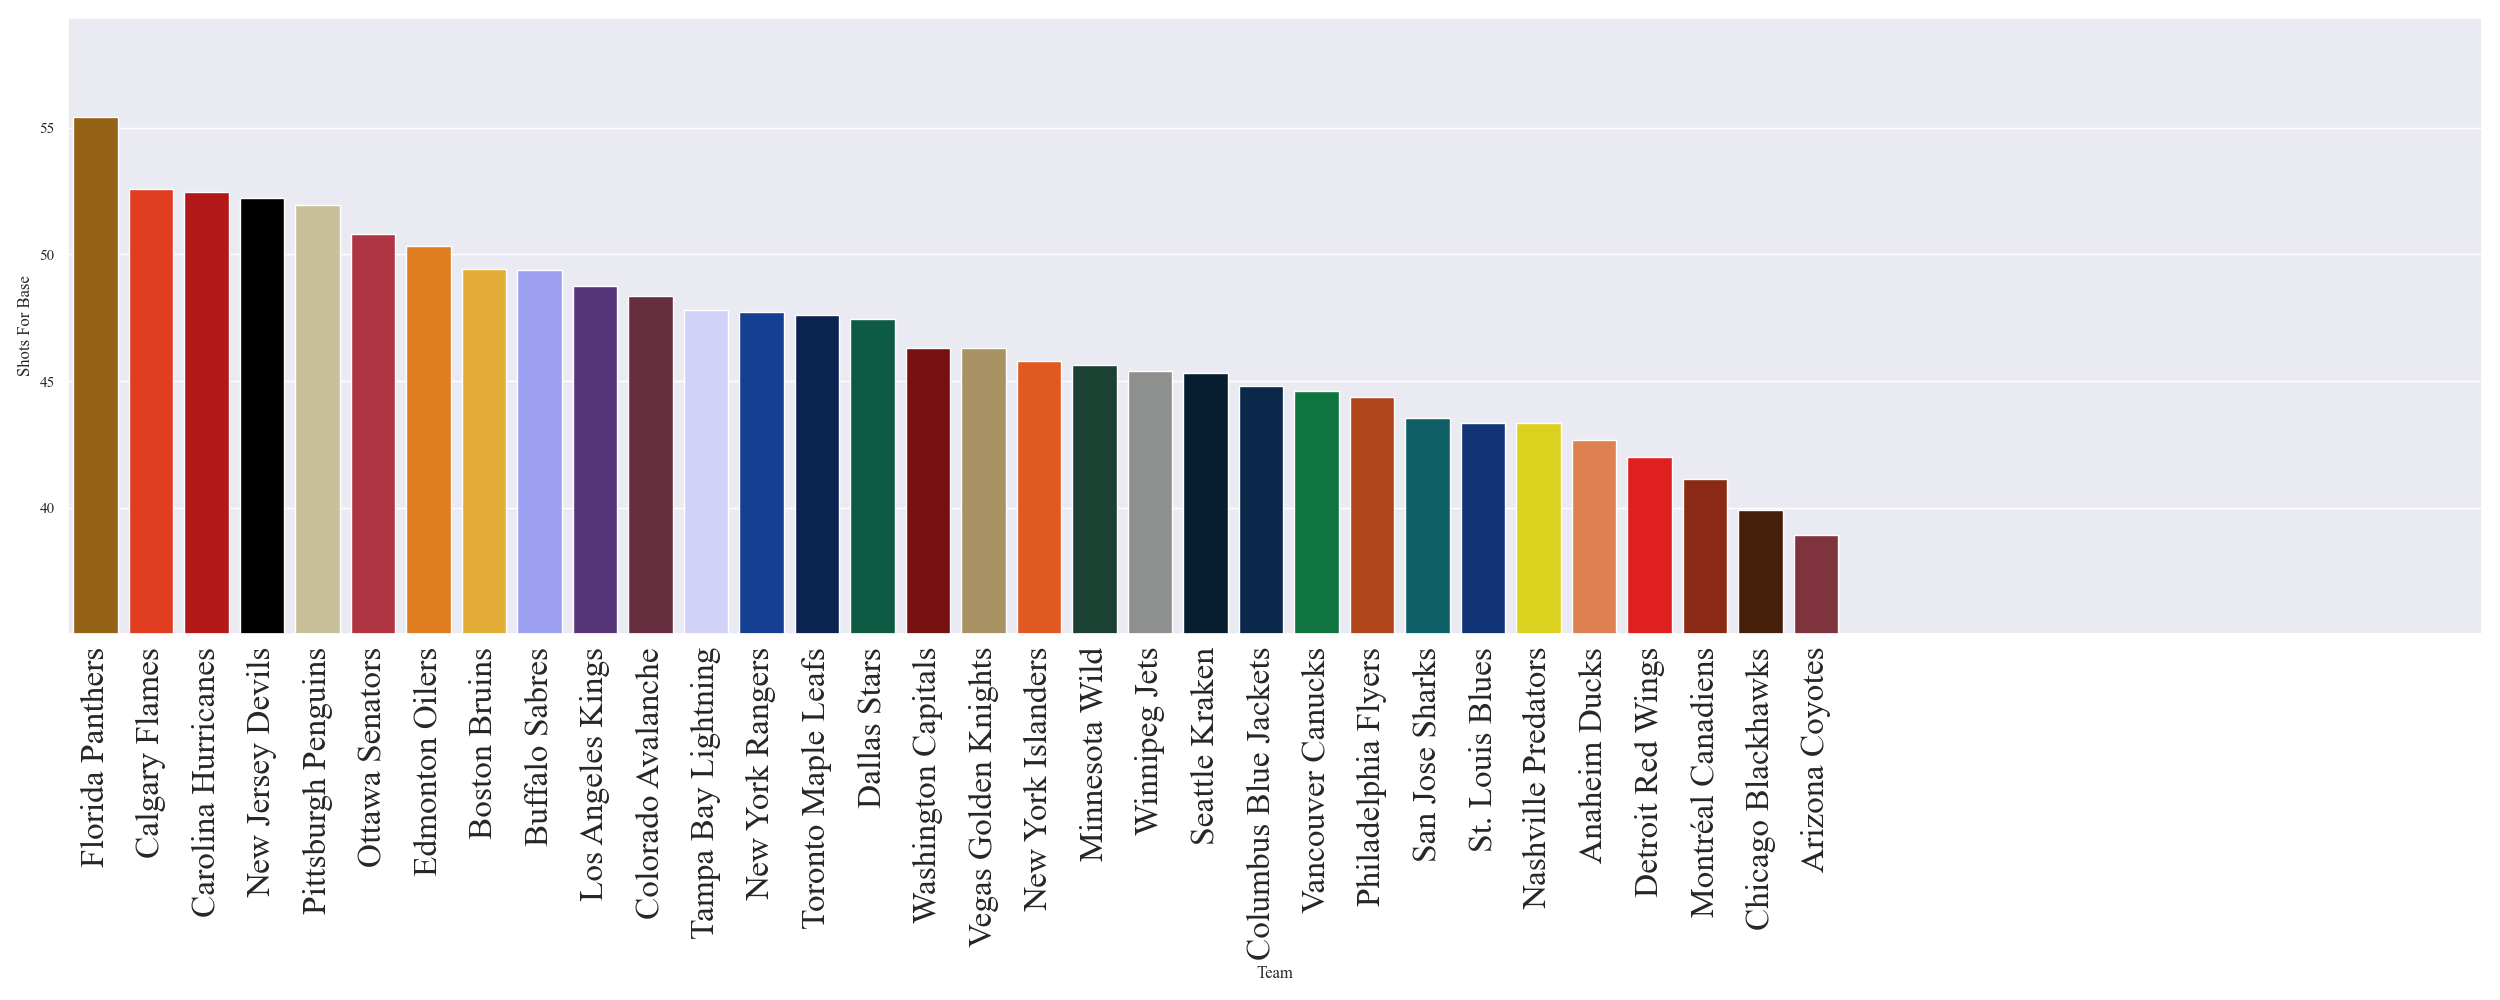 55
50
45
40
Shots For Base
Florida Panthers
Calgary Flames
Carolina Hurricanes
New Jersey Devils
Pittsburgh Penguins
Ottawa Senators
Edmonton Oilers
Boston Bruins
Buffalo Sabres
Los Angeles Kings
Colorado Avalanche
Tampa Bay Lightning
New York Rangers
Toronto Maple Leafs
Dallas Stars
Washington Capitals
Vegas Golden Knights
New York Islanders
Minnesota Wild
Winnipeg Jets
Seattle Kraken
Columbus Blue Jackets
Vancouver Canucks
Philadelphia Flyers
San Jose Sharks
St. Louis Blues
Nashville Predators
Anaheim Ducks
Detroit Red Wings
Montréal Canadiens
Chicago Blackhawks
Arizona Coyotes
Team